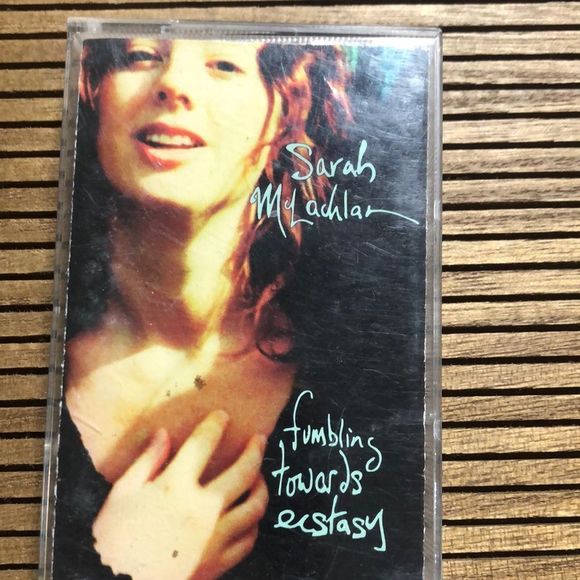 Sarah
McLachlan
fumbling
towards
ecstasy